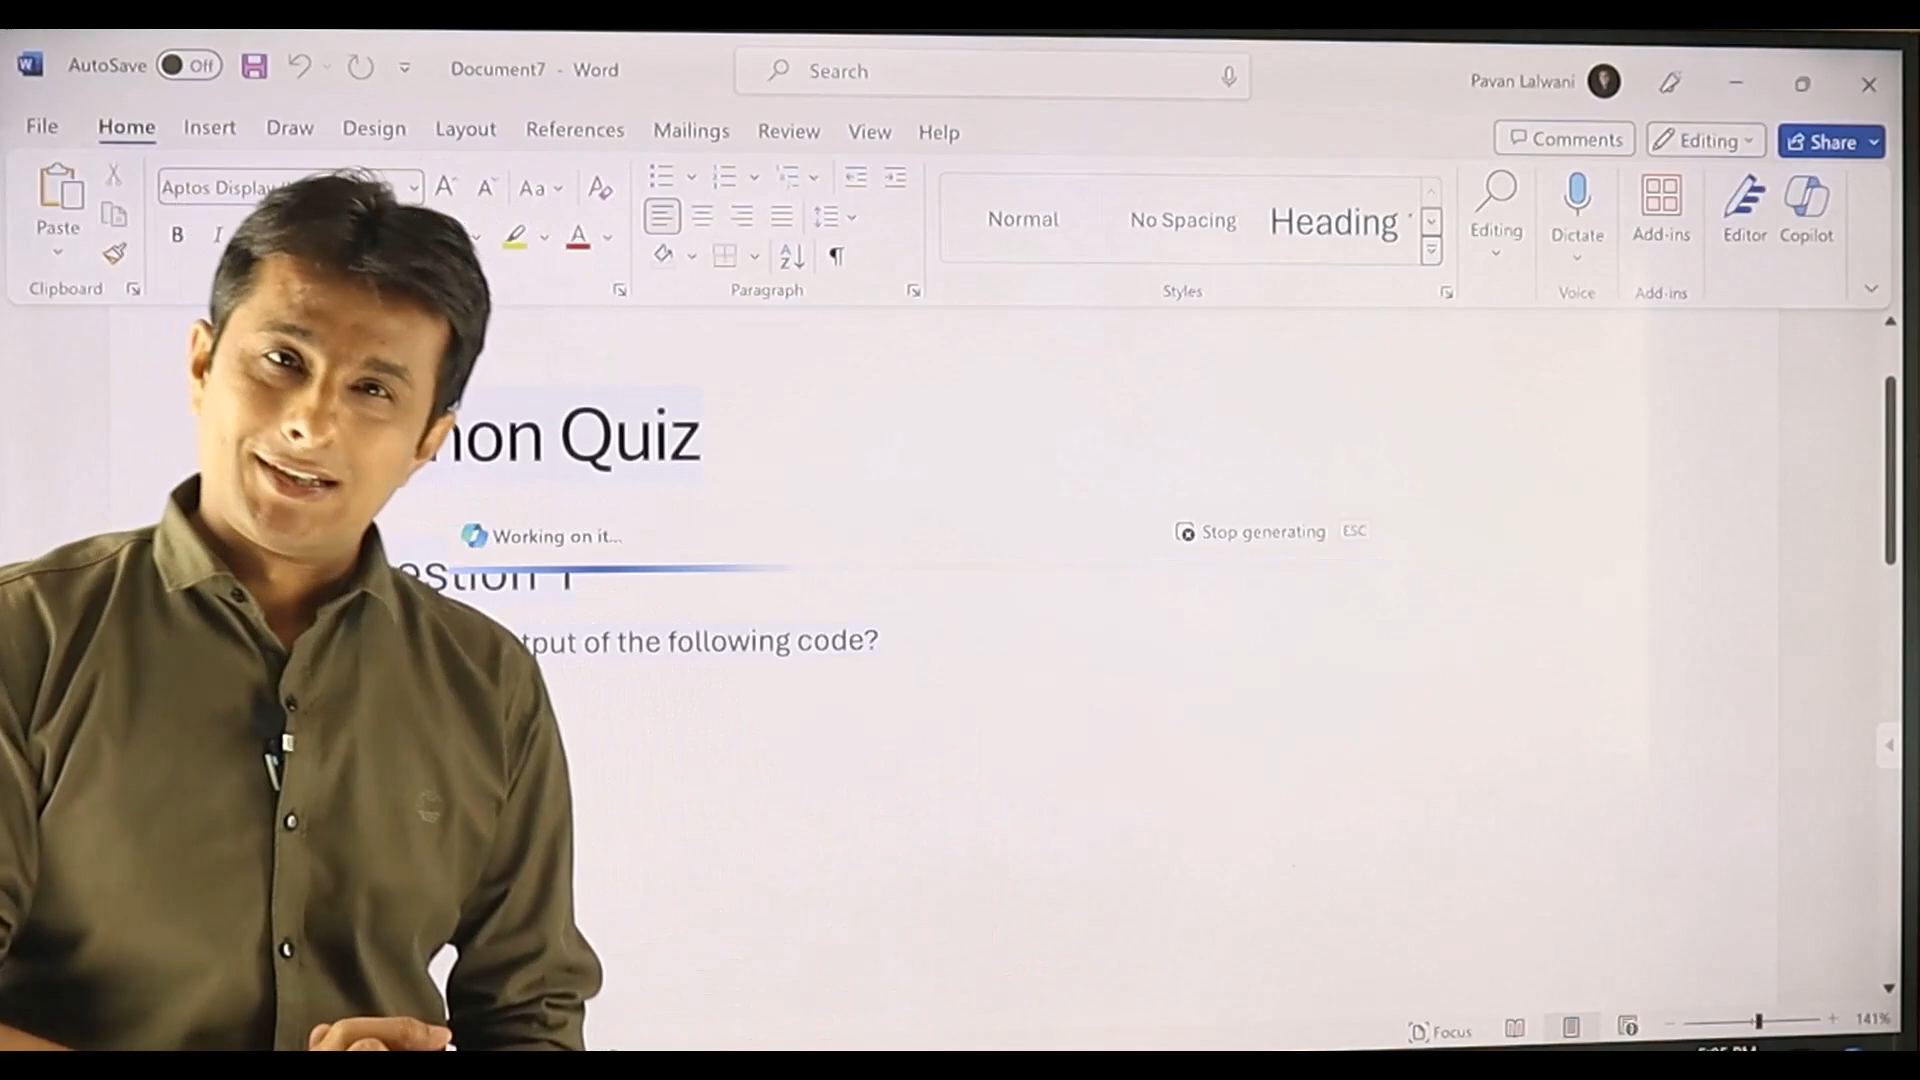 AutoSave Off Document7 - Word Search Pavan Lalwani
File Home Insert Draw Design Layout References Mailings Review View Help Comments Editing Share
Aptos Display
Paste
B I
Aa
Normal No Spacing Heading
Editing Dictate Add-ins Editor Copilot
Clipboard Paragraph Styles Voice Add-ins
Quiz
Working on it... Stop generating ESC
of the following code?
Focus 141%